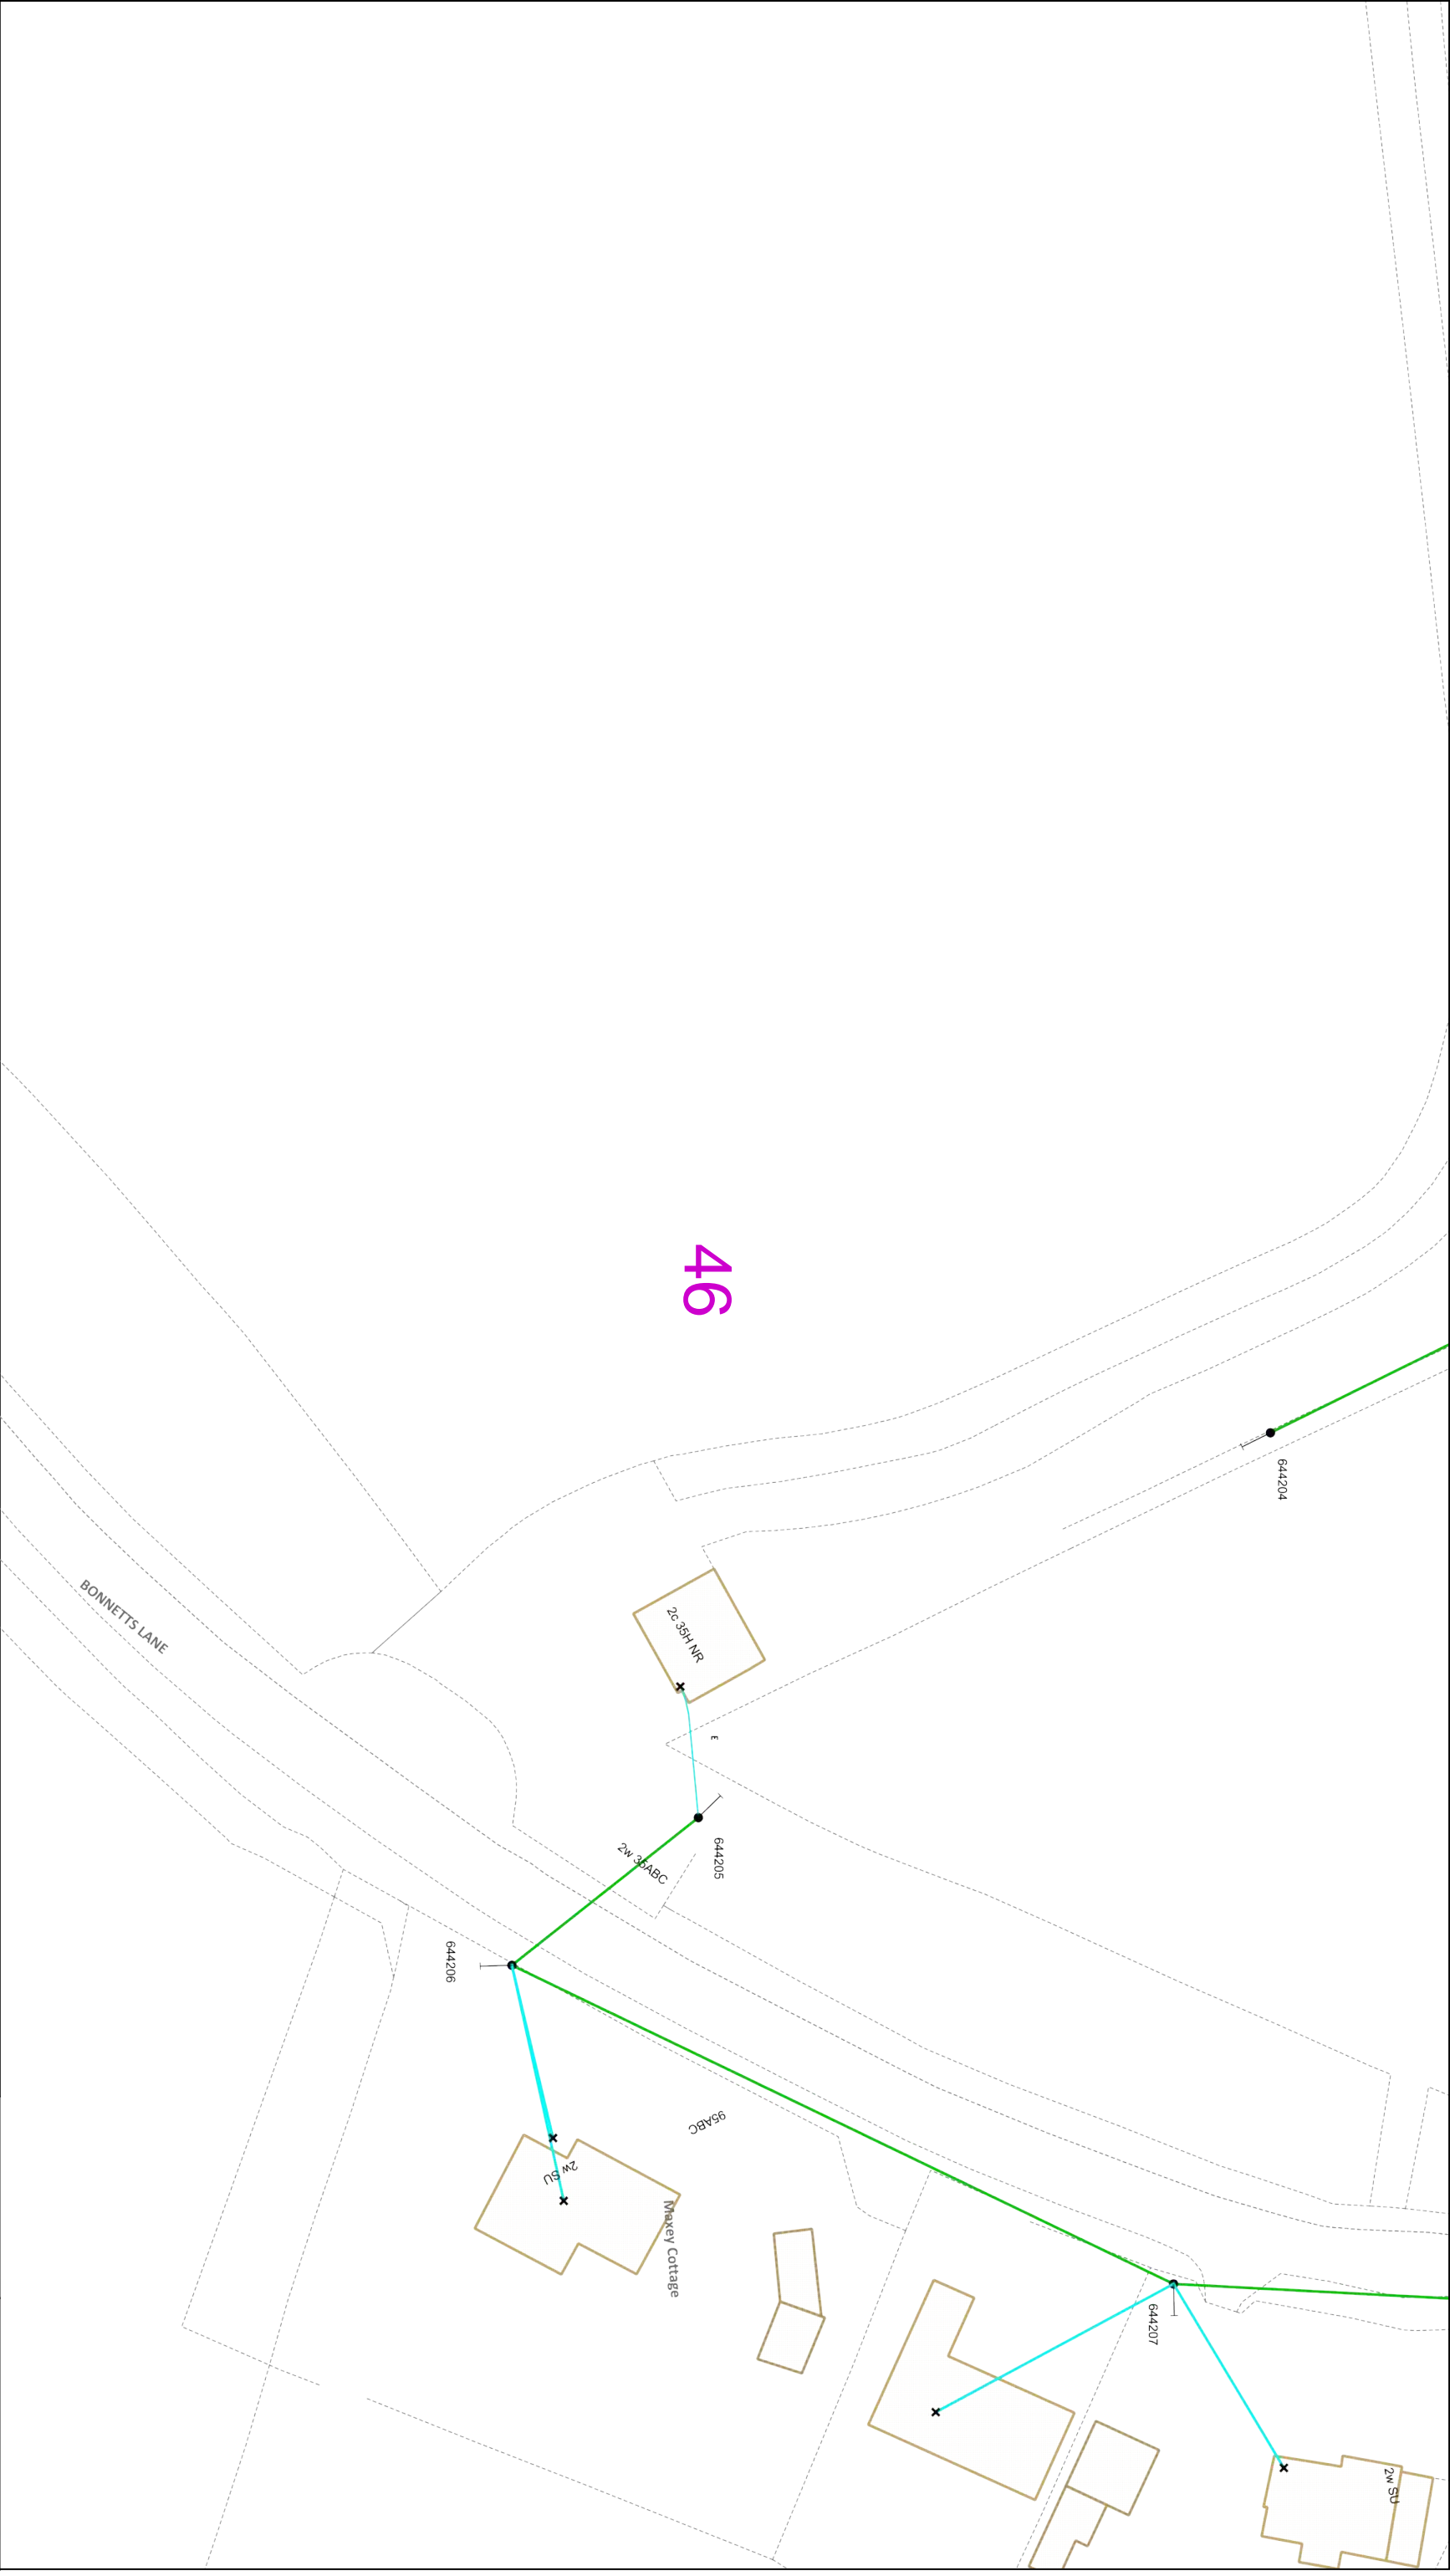 46
644204
BONNETTS LANE
2c 35H NR
E
644205
2w 35ABC
644206
95ABC
2w SU
Maxey Cottage
644207
2w SU